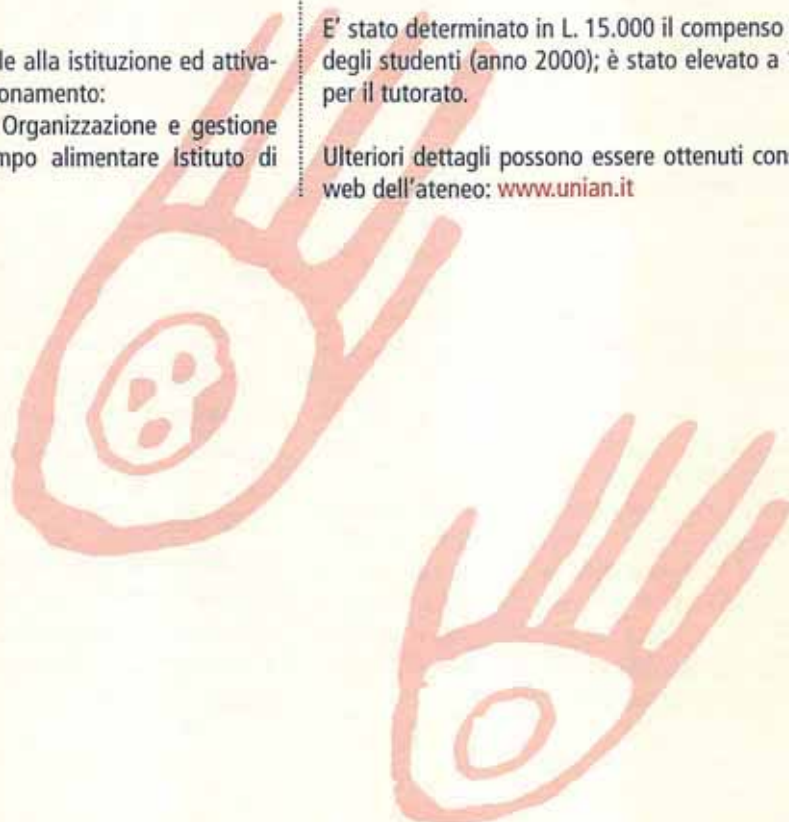 le alla istituzione ed attiva-
onamento:
Organizzazione e gestione
mpo alimentare Istituto di
E' stato determinato in L. 15.000 il compenso
degli studenti (anno 2000); è stato elevato a
per il tutorato.
Ulteriori dettagli possono essere ottenuti con
web dell'ateneo: www.unian.it